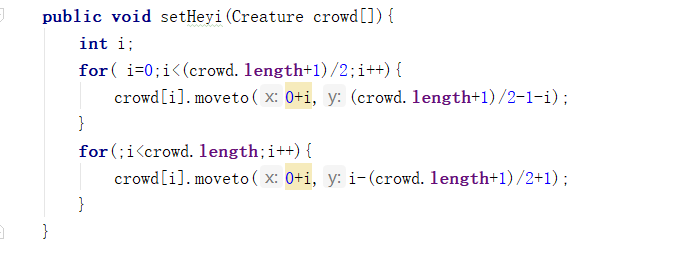 public void setHeyi(Creature crowd[]){
int i;
for( i=0;i<(crowd.length+1)/2;i++){
crowd[i].moveto( x: 0+i, y: (crowd.length+1)/2-1-i);
}
for(;i<crowd.length;i++){
crowd[i].moveto( x: 0+i, y: i-(crowd.length+1)/2+1);
}
}